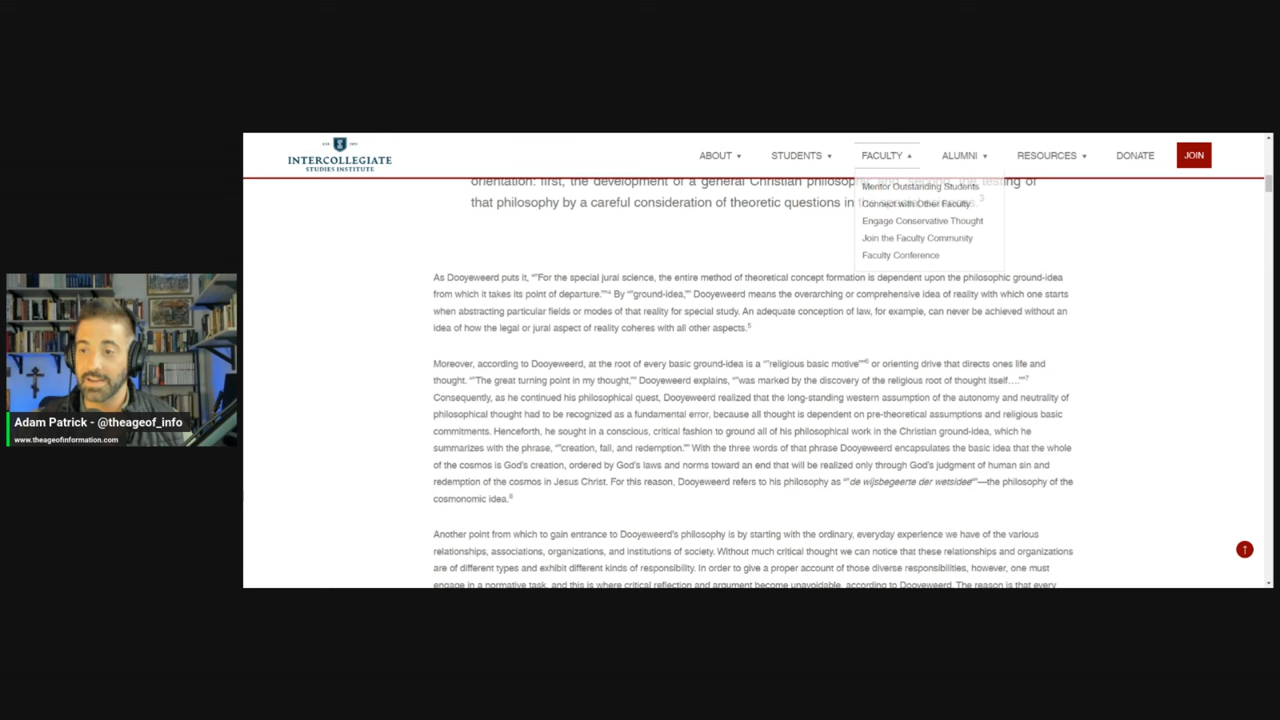 EST. 1953
INTERCOLLEGIATE
STUDIES INSTITUTE
ABOUT ▾ STUDENTS ▾ FACULTY ▴ ALUMNI ▾ RESOURCES ▾ DONATE JOIN
orientation: first, the development of a general Christian philosophy and, second, the testing of
that philosophy by a careful consideration of theoretic questions in
Mentor Outstanding Students
Connect with Other Faculty
Engage Conservative Thought
Join the Faculty Community
Faculty Conference
As Dooyeweerd puts it, “"For the special jural science, the entire method of theoretical concept formation is dependent upon the philosophic ground-idea
from which it takes its point of departure."”⁴ By “"ground-idea,"” Dooyeweerd means the overarching or comprehensive idea of reality with which one starts
when abstracting particular fields or modes of that reality for special study. An adequate conception of law, for example, can never be achieved without an
idea of how the legal or jural aspect of reality coheres with all other aspects.⁵
Moreover, according to Dooyeweerd, at the root of every basic ground-idea is a “"religious basic motive"”⁶ or orienting drive that directs ones life and
thought. “"The great turning point in my thought,"” Dooyeweerd explains, “"was marked by the discovery of the religious root of thought itself…."”⁷
Consequently, as he continued his philosophical quest, Dooyeweerd realized that the long-standing western assumption of the autonomy and neutrality of
philosophical thought had to be recognized as a fundamental error, because all thought is dependent on pre-theoretical assumptions and religious basic
commitments. Henceforth, he sought in a conscious, critical fashion to ground all of his philosophical work in the Christian ground-idea, which he
summarizes with the phrase, “"creation, fall, and redemption."” With the three words of that phrase Dooyeweerd encapsulates the basic idea that the whole
of the cosmos is God's creation, ordered by God's laws and norms toward an end that will be realized only through God's judgment of human sin and
redemption of the cosmos in Jesus Christ. For this reason, Dooyeweerd refers to his philosophy as “"de wijsbegeerte der wetsidee"”—the philosophy of the
cosmonomic idea.⁸
Another point from which to gain entrance to Dooyeweerd's philosophy is by starting with the ordinary, everyday experience we have of the various
relationships, associations, organizations, and institutions of society. Without much critical thought we can notice that these relationships and organizations
are of different types and exhibit different kinds of responsibility. In order to give a proper account of those diverse responsibilities, however, one must
engage in a normative task, and this is where critical reflection and argument become unavoidable, according to Dooyeweerd. The reason is that every
Adam Patrick - @theageof_info
www.theageofinformation.com